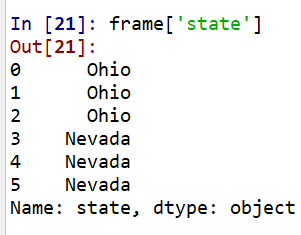 In [21]: frame['state']
Out[21]:
0      Ohio
1      Ohio
2      Ohio
3    Nevada
4    Nevada
5    Nevada
Name: state, dtype: object